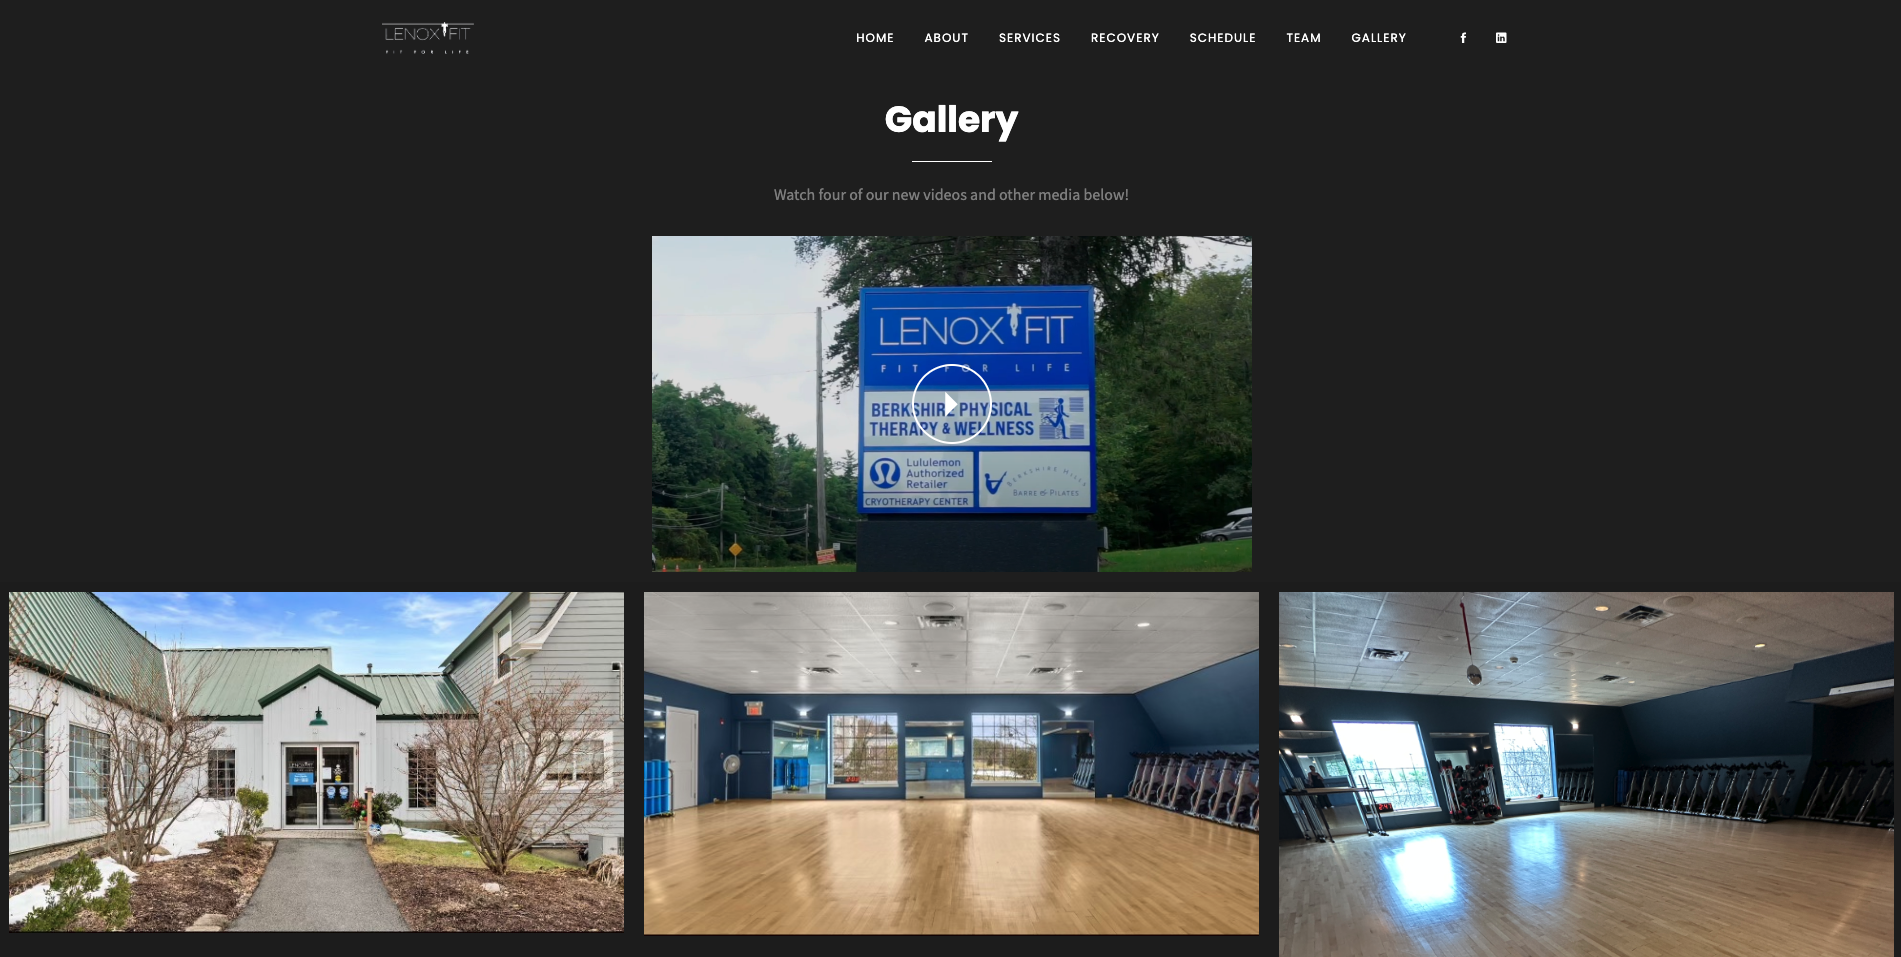 LENOX FIT
FIT FOR LIFE
HOME ABOUT SERVICES RECOVERY SCHEDULE TEAM GALLERY
Gallery
Watch four of our new videos and other media below!
LENOX FIT
FIT FOR LIFE
BERKSHIRE PHYSICAL
THERAPY & WELLNESS
Lululemon
Authorized
Retailer
CRYOTHERAPY CENTER
BERKSHIRE HILLS
BARRE & PILATES